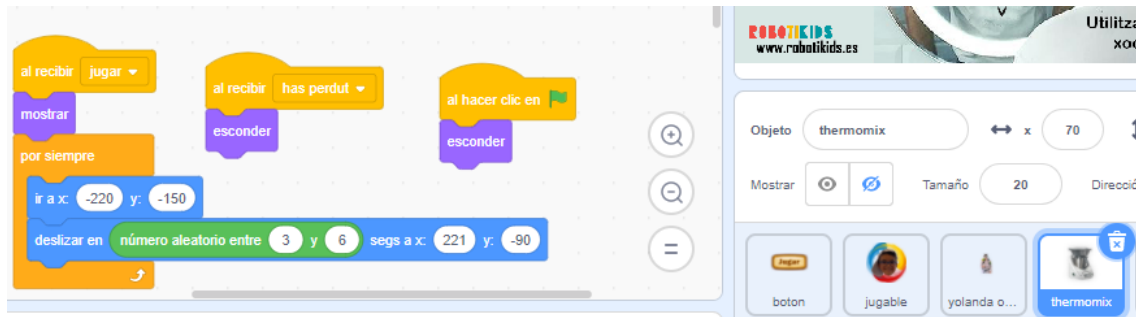 al recibir jugar
mostrar
por siempre
ir a x: -220 y: -150
deslizar en número aleatorio entre 3 y 6 segs a x: 221 y: -90
al recibir has perdut
esconder
al hacer clic en
esconder
ROBOTIKIDS
www.robotikids.es
Utilitza
Objeto thermomix x 70
Mostrar Tamaño 20 Direcció
Jugar
boton
jugable
yolanda o...
thermomix